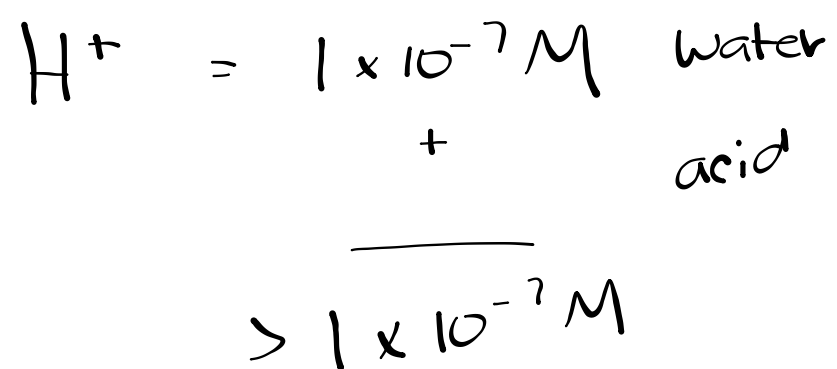 H⁺ = 1 x 10⁻⁷ M water
+ acid
> 1 x 10⁻⁷ M